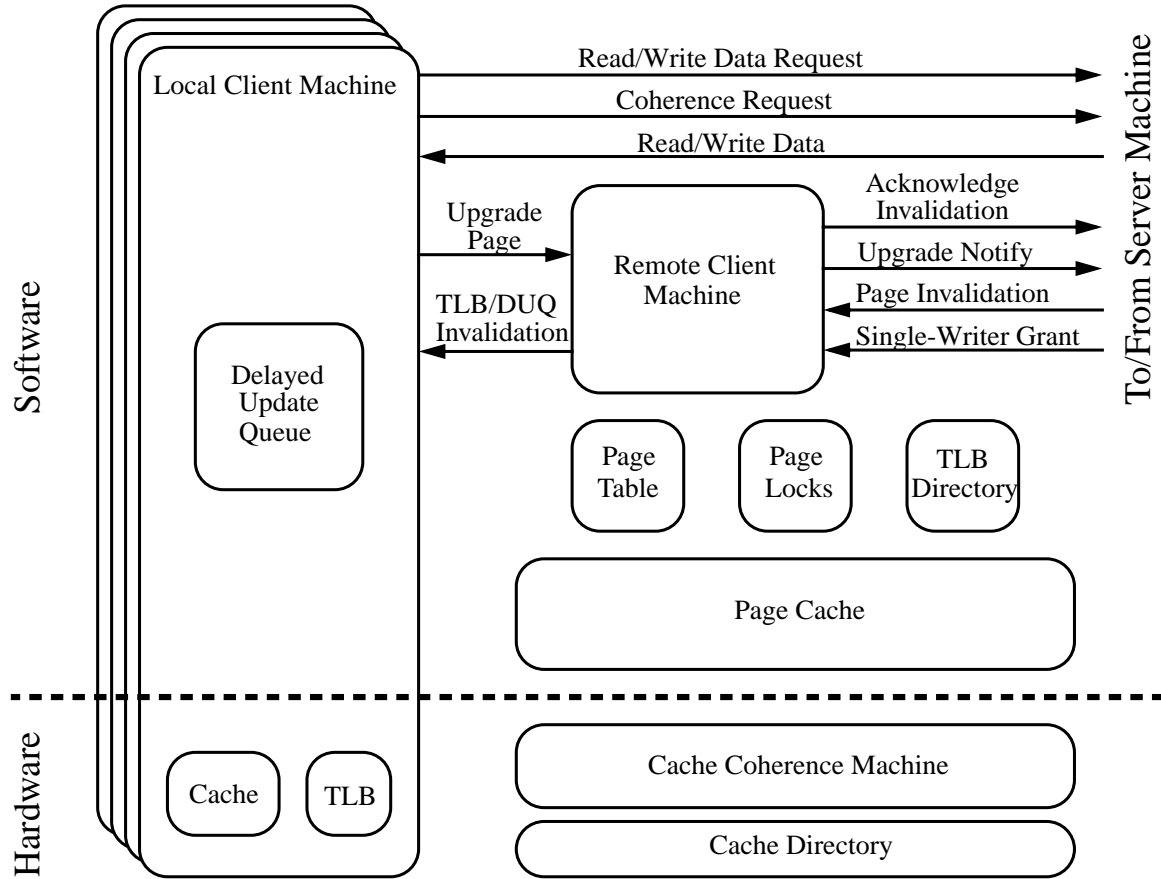 Local Client Machine
Read/Write Data Request
Coherence Request
Read/Write Data
To/From Server Machine
Acknowledge
Invalidation
Upgrade
Page
Upgrade Notify
Remote Client
Machine
Page Invalidation
TLB/DUQ
Invalidation
Single-Writer Grant
Software
Delayed
Update
Queue
Page
Table
Page
Locks
TLB
Directory
Page Cache
Hardware
Cache
TLB
Cache Coherence Machine
Cache Directory